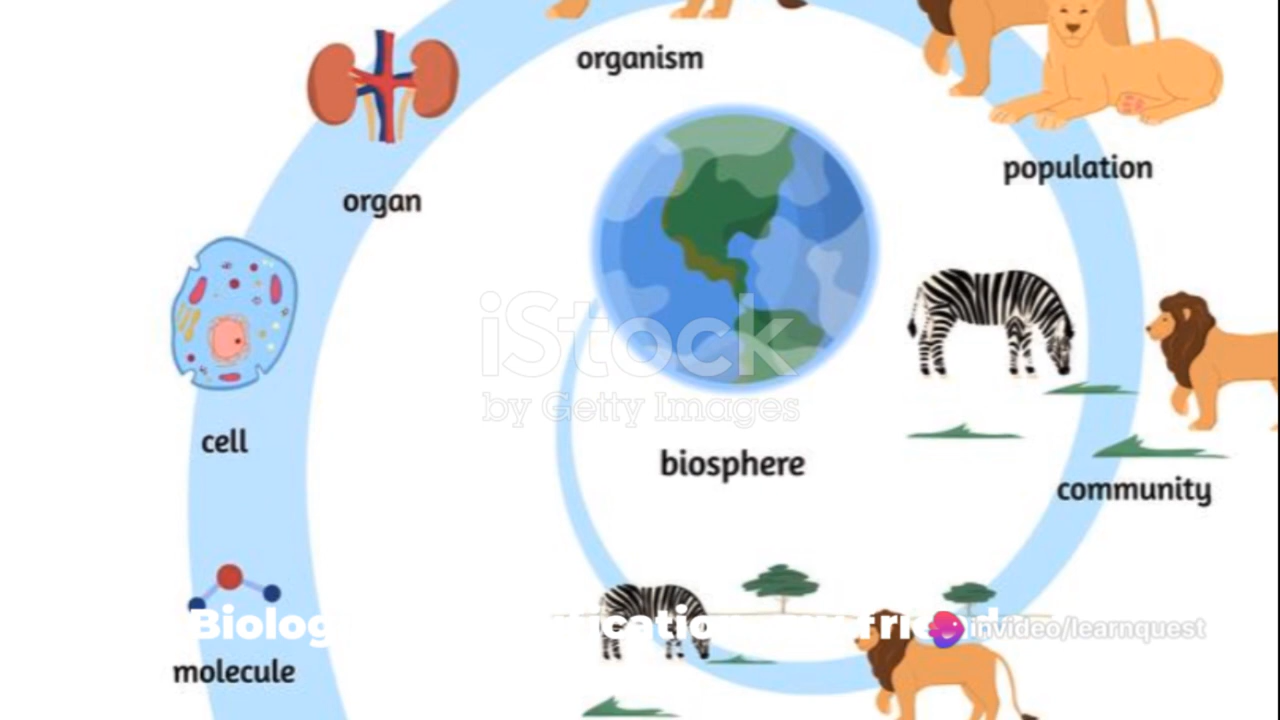 organism
population
organ
iStock
by Getty Images
cell
biosphere
community
invideo/learnquest
molecule